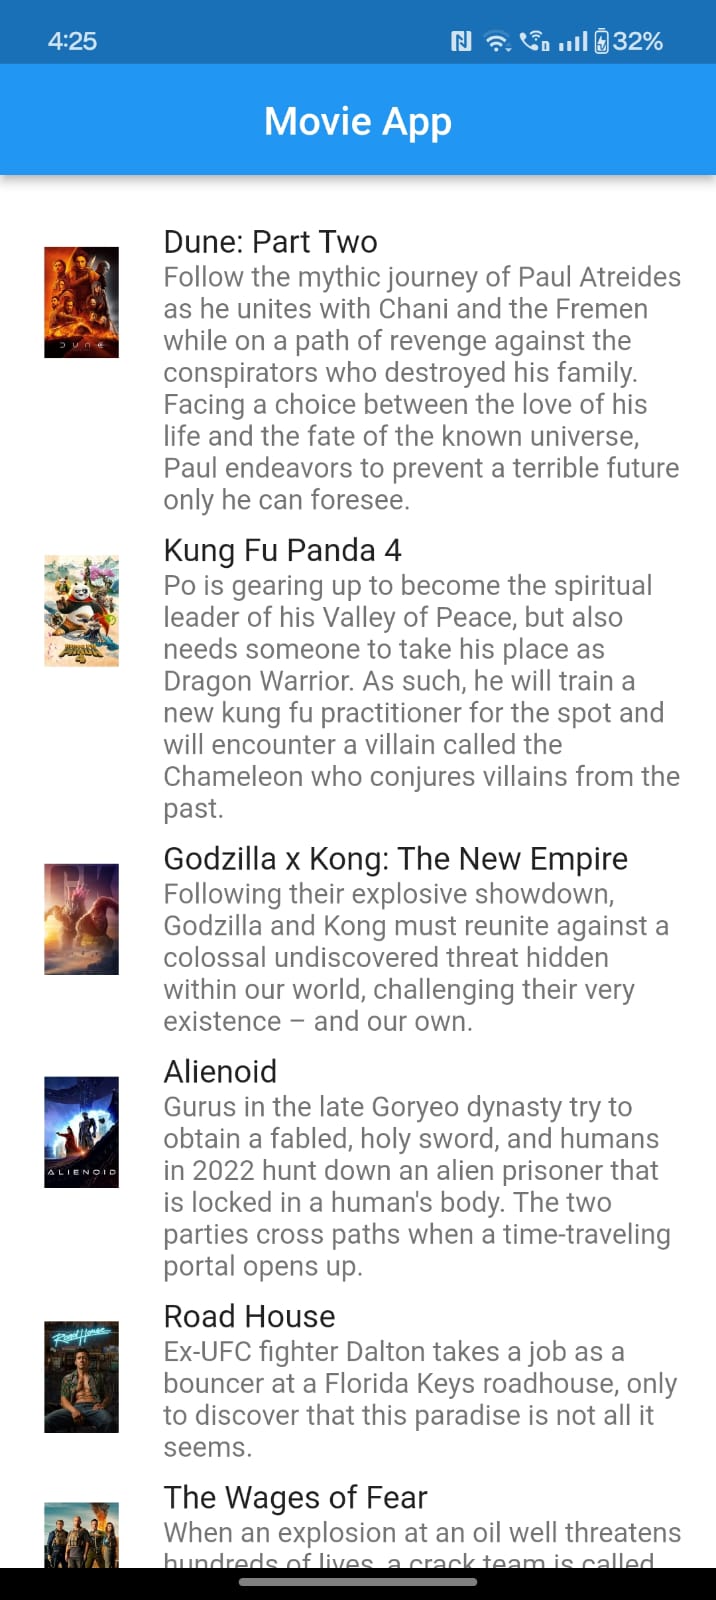 4:25
32%
Movie App
Dune: Part Two
Follow the mythic journey of Paul Atreides
as he unites with Chani and the Fremen
while on a path of revenge against the
conspirators who destroyed his family.
Facing a choice between the love of his
life and the fate of the known universe,
Paul endeavors to prevent a terrible future
only he can foresee.
DUNE
Kung Fu Panda 4
Po is gearing up to become the spiritual
leader of his Valley of Peace, but also
needs someone to take his place as
Dragon Warrior. As such, he will train a
new kung fu practitioner for the spot and
will encounter a villain called the
Chameleon who conjures villains from the
past.
Godzilla x Kong: The New Empire
Following their explosive showdown,
Godzilla and Kong must reunite against a
colossal undiscovered threat hidden
within our world, challenging their very
existence – and our own.
Alienoid
Gurus in the late Goryeo dynasty try to
obtain a fabled, holy sword, and humans
in 2022 hunt down an alien prisoner that
is locked in a human's body. The two
parties cross paths when a time-traveling
portal opens up.
ALIENOID
Road House
Ex-UFC fighter Dalton takes a job as a
bouncer at a Florida Keys roadhouse, only
to discover that this paradise is not all it
seems.
Road House
The Wages of Fear
When an explosion at an oil well threatens
hundreds of lives, a crack team is called